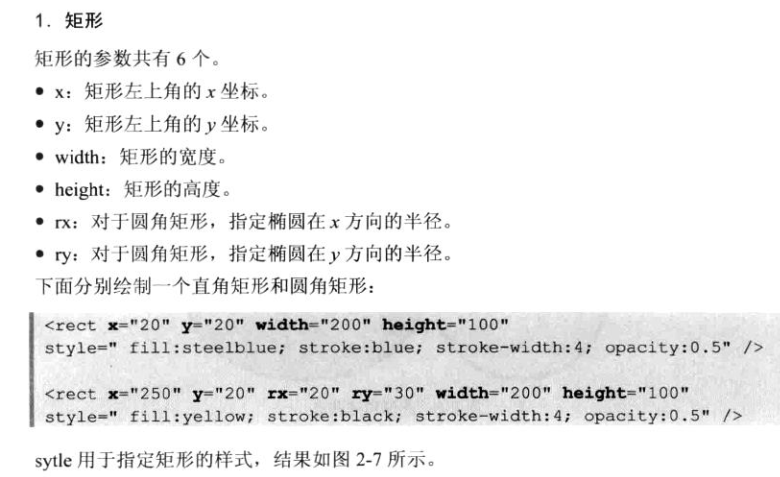 1. 矩形
矩形的参数共有 6 个。
● x：矩形左上角的 x 坐标。
● y：矩形左上角的 y 坐标。
● width：矩形的宽度。
● height：矩形的高度。
● rx：对于圆角矩形，指定椭圆在 x 方向的半径。
● ry：对于圆角矩形，指定椭圆在 y 方向的半径。
下面分别绘制一个直角矩形和圆角矩形：
<rect x="20" y="20" width="200" height="100"
style=" fill:steelblue; stroke:blue; stroke-width:4; opacity:0.5" />
<rect x="250" y="20" rx="20" ry="30" width="200" height="100"
style=" fill:yellow; stroke:black; stroke-width:4; opacity:0.5" />
sytle 用于指定矩形的样式，结果如图 2-7 所示。